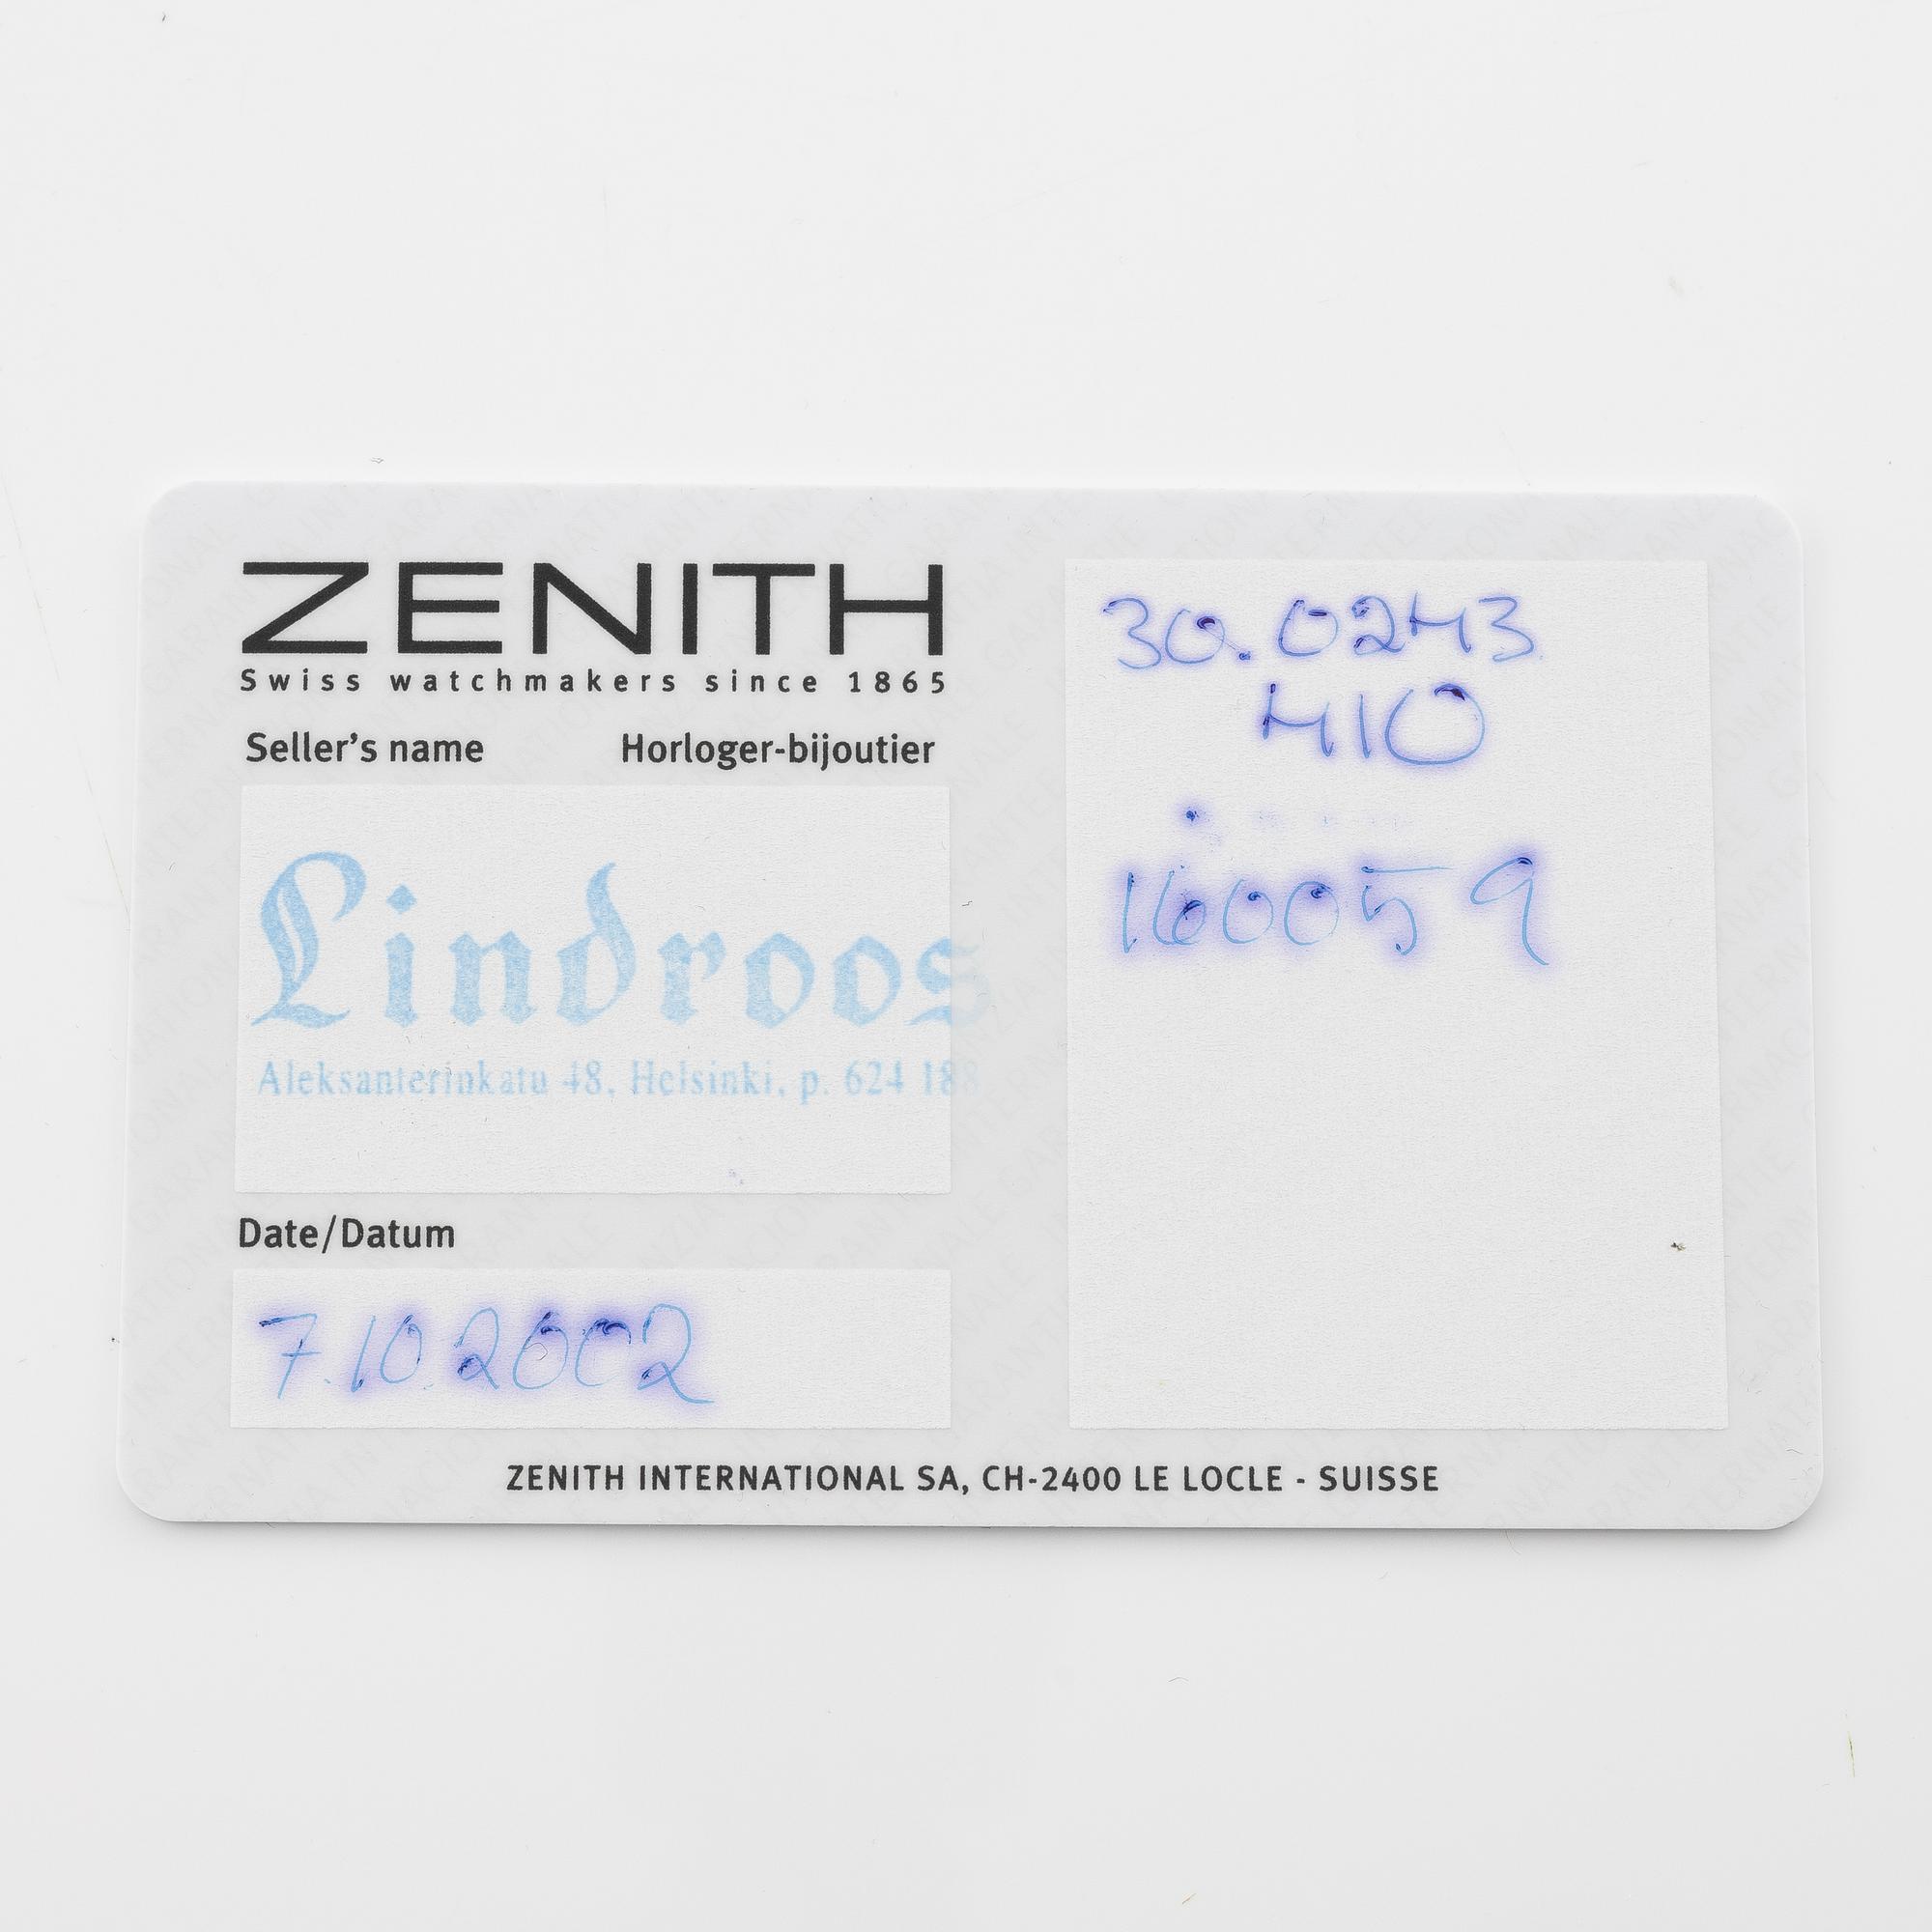 ZENITH
Swiss watchmakers since 1865
Seller's name Horloger-bijoutier
Lindroos
Aleksanterinkatu 48, Helsinki, p. 624 188
Date/Datum
7.10.2002
30.0243
410
160059
ZENITH INTERNATIONAL SA, CH-2400 LE LOCLE - SUISSE